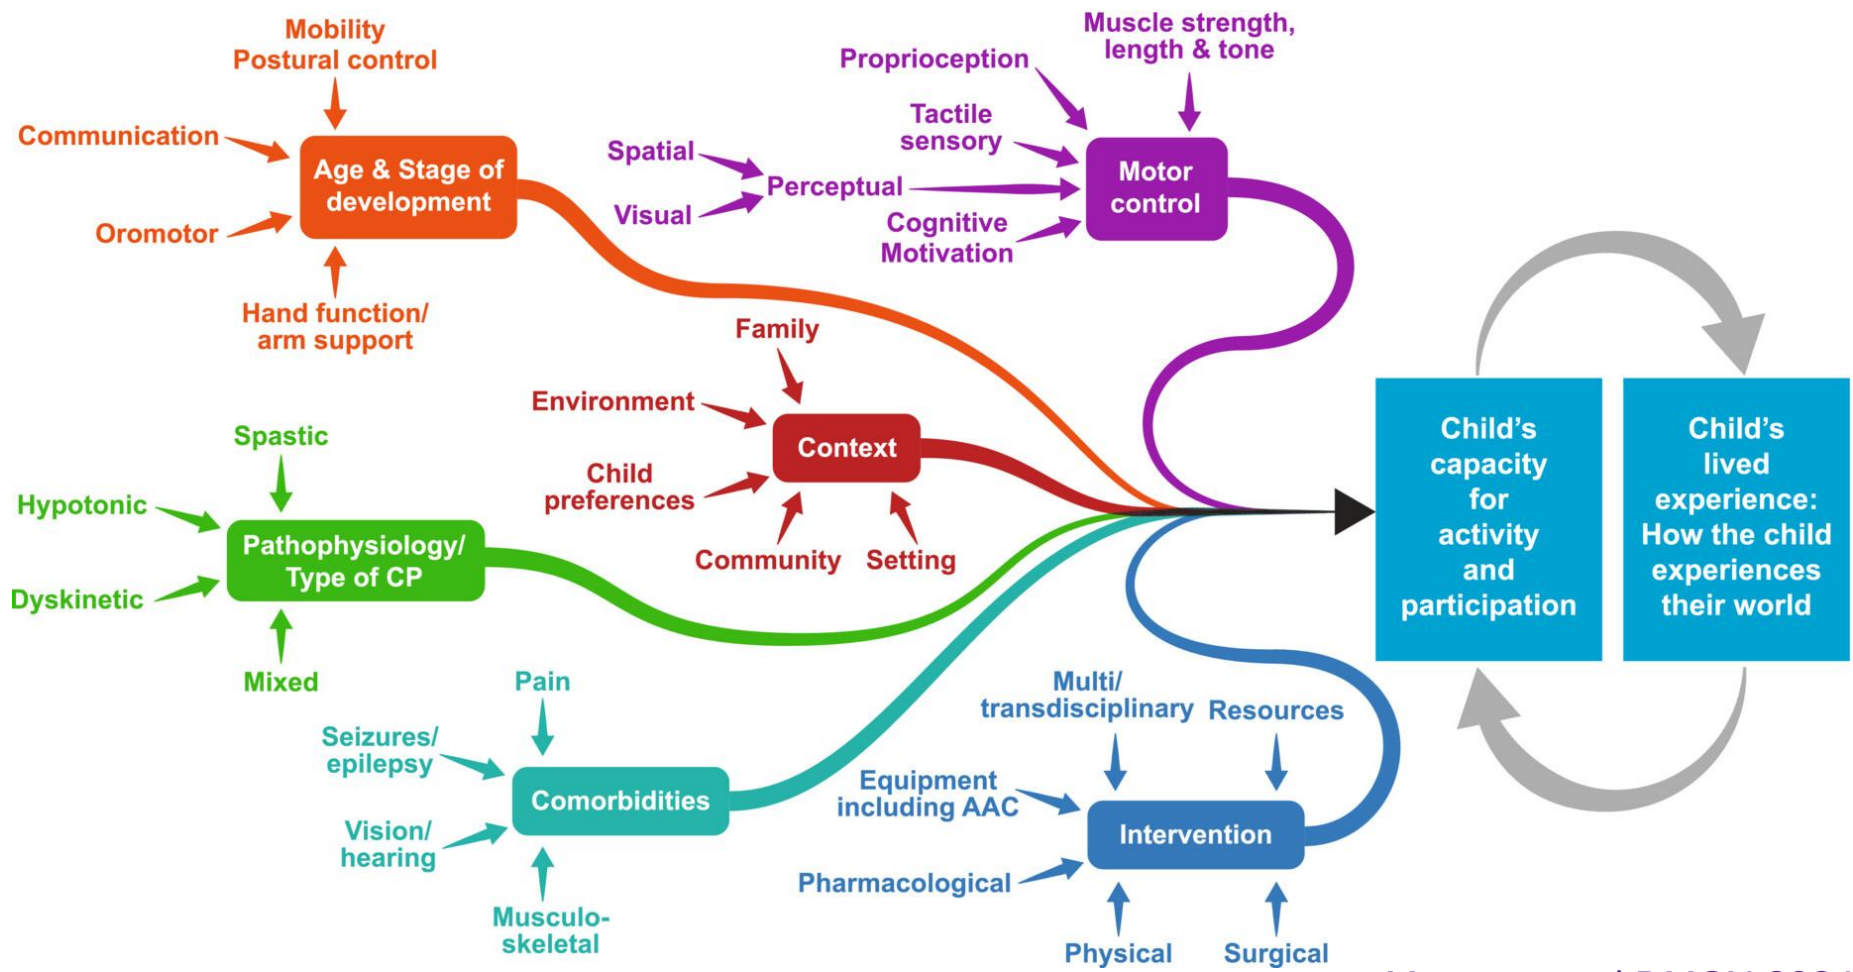 Mobility
Postural control
Communication
Age & Stage of
development
Oromotor
Hand function/
arm support
Muscle strength,
length & tone
Proprioception
Tactile
sensory
Spatial
Perceptual
Visual
Cognitive
Motivation
Motor
control
Family
Environment
Context
Child
preferences
Community
Setting
Spastic
Hypotonic
Pathophysiology/
Type of CP
Dyskinetic
Mixed
Pain
Seizures/
epilepsy
Comorbidities
Vision/
hearing
Musculo-
skeletal
Multi/
transdisciplinary
Resources
Equipment
including AAC
Intervention
Pharmacological
Physical
Surgical
Child's
capacity
for
activity
and
participation
Child's
lived
experience:
How the child
experiences
their world